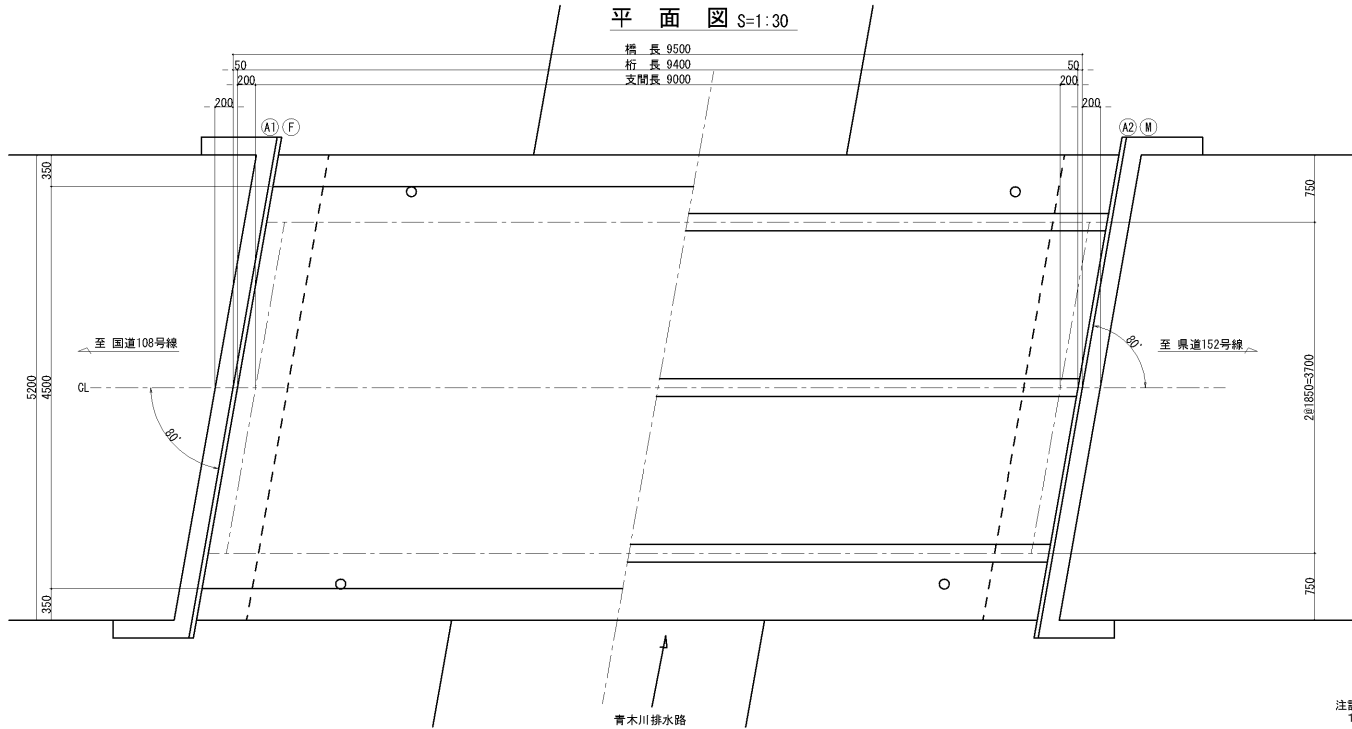 平 面 図 S=1:30
橋 長 9500
50 桁 長 9400 50
200 支間長 9000 200
200 200
A1 F
A2 M
350
750
至 国道108号線
80°
至 県道152号線
5200
4500
CL
2@1850=3700
80°
350
750
青木川排水路
注記
1